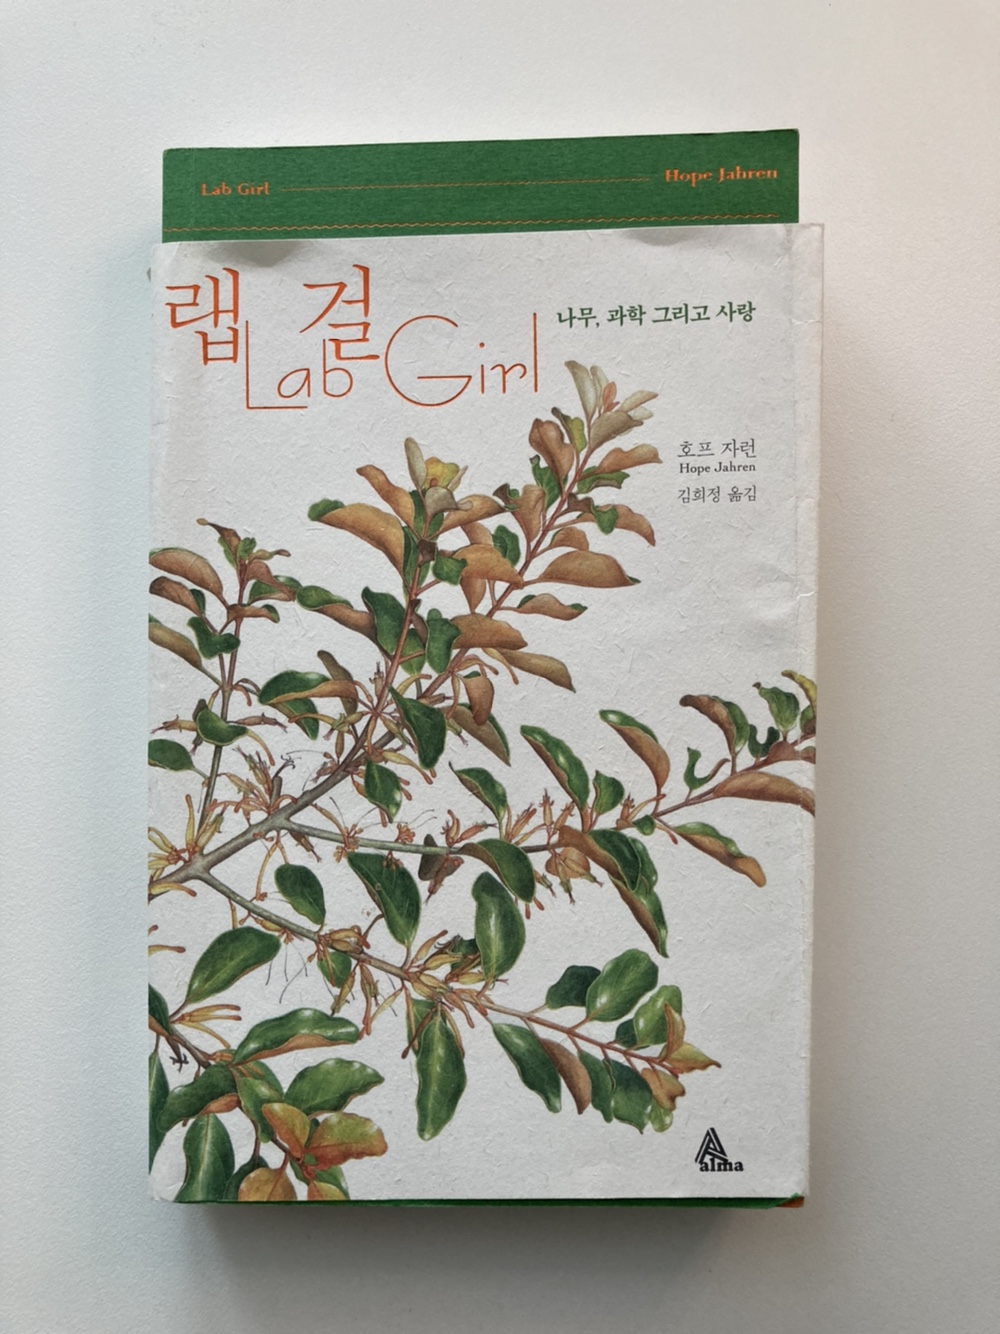 Lab Girl
Hope Jahren
랩 걸
Lab Girl
나무, 과학 그리고 사랑
호프 자런
Hope Jahren
김희정 옮김
alma